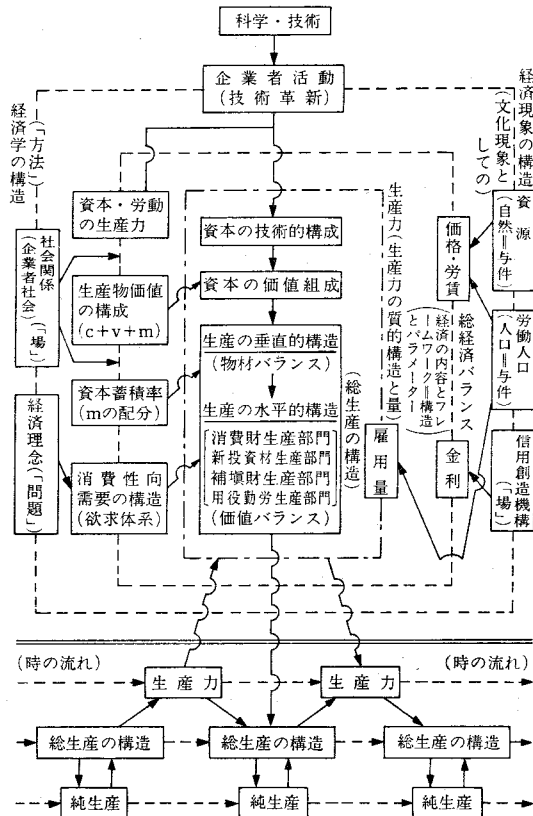 科学・技術
企業者活動
(技術革新)
経済学の構造
(「方法」)
経済現象の構造
(文化現象と
しての)
資本・労働
の生産力
資本の技術的構成
資源
(自然＝与件)
社会関係
(企業者社会)(「場」)
生産物価値
の構成
(c+v+m)
資本の価値組成
価格・労賃
生産力(生産力の質的構造と量)
(総生産の構造)
総経済バランス
経済の内容とフレ
ームワーク＝構造
とパラメーター
労働人口
(人口＝与件)
生産の垂直的構造
(物材バランス)
資本蓄積率
(mの配分)
生産の水平的構造
消費財生産部門
新投資材生産部門
補塡財生産部門
用役勤労生産部門
(価値バランス)
経済理念(「問題」)
消費性向
需要の構造
(欲求体系)
雇用量
金利
信用創造機構
(「場」)
(時の流れ)
(時の流れ)
生産力
生産力
総生産の構造
総生産の構造
総生産の構造
純生産
純生産
純生産